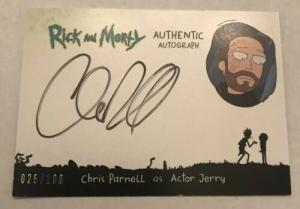 Rick and Morty
AUTHENTIC
AUTOGRAPH
025/100
Chris Parnell as Actor Jerry